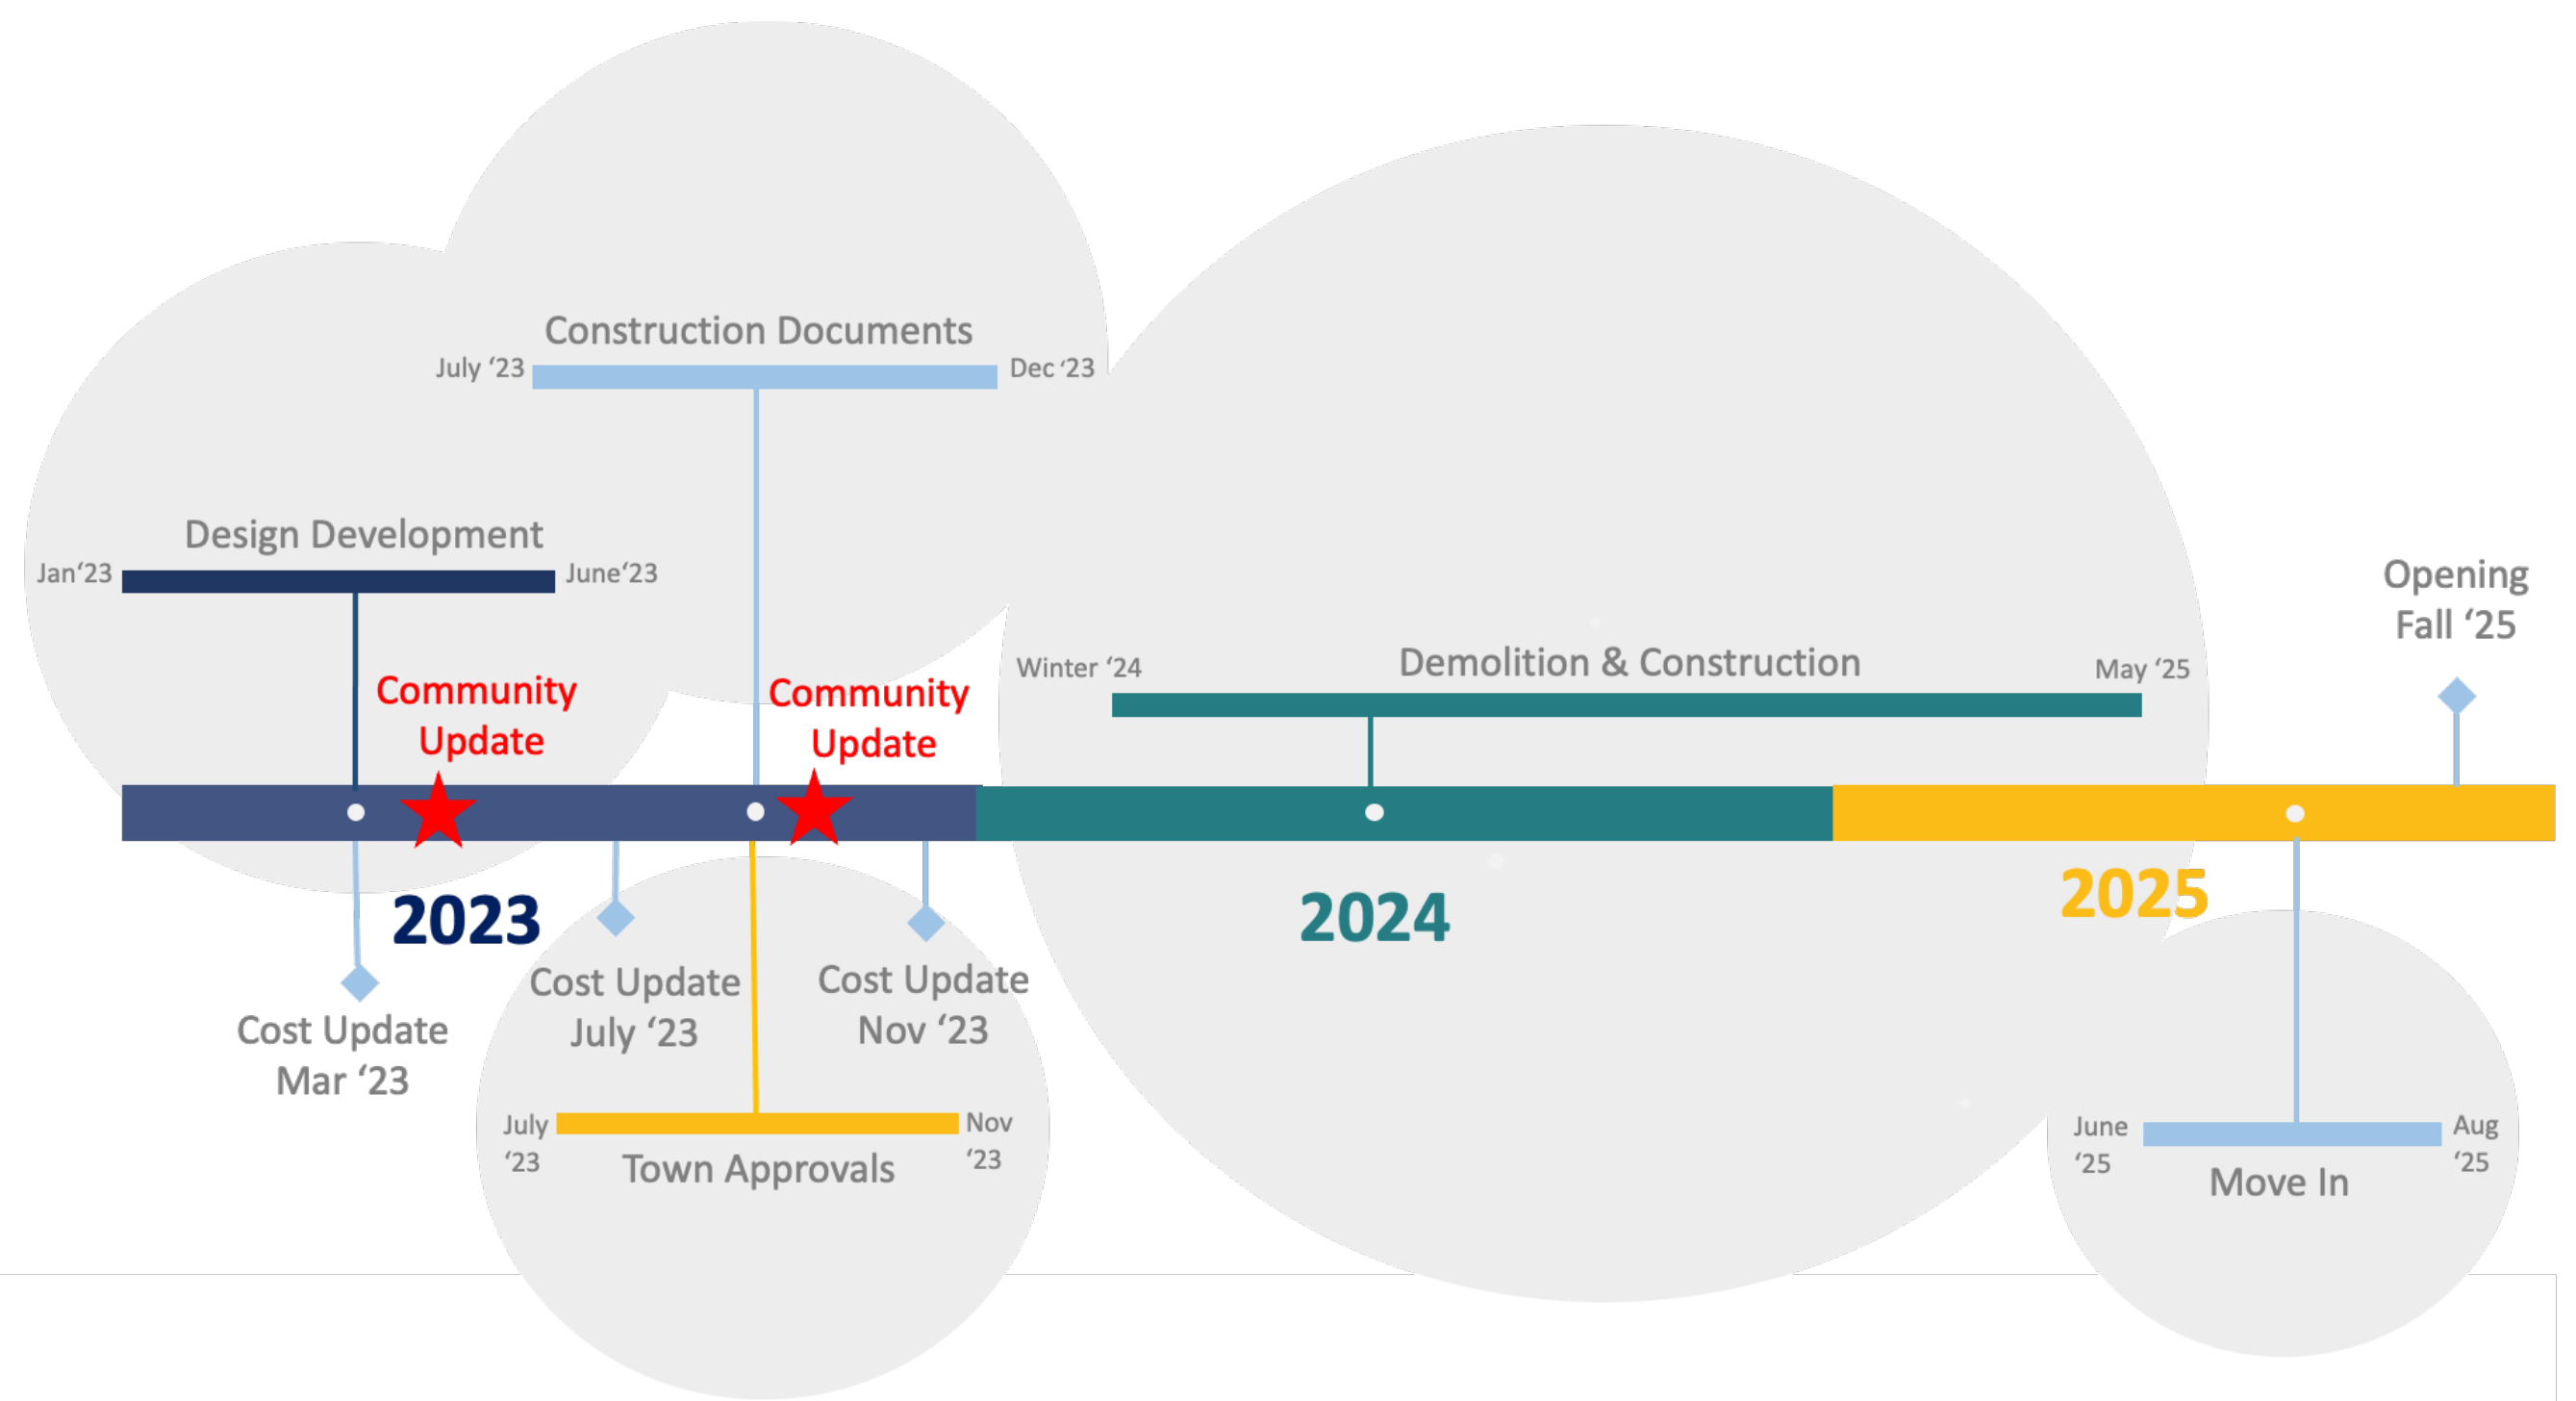 Construction Documents
July ‘23
Dec ‘23
Design Development
Jan‘23
June‘23
Community
Update
Community
Update
Winter ‘24
Demolition & Construction
May ‘25
Opening
Fall ‘25
2023
2024
2025
Cost Update
Mar ‘23
Cost Update
July ‘23
Cost Update
Nov ‘23
July
‘23
Nov
‘23
Town Approvals
June
‘25
Aug
‘25
Move In